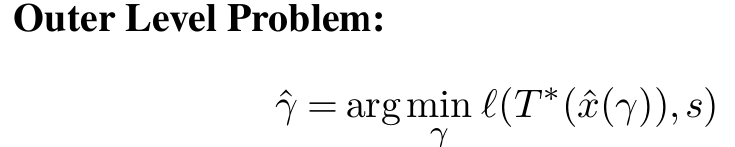 Outer Level Problem:
γ̂ = arg min ℓ(T*(x̂(γ)), s)
γ